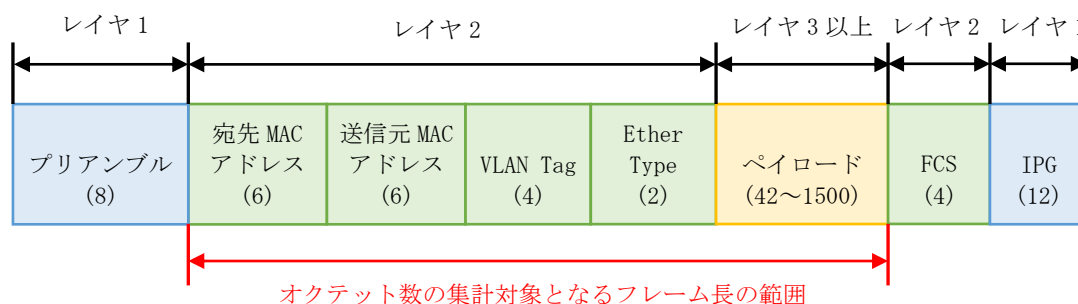 レイヤ 1
レイヤ 2
レイヤ 3 以上
レイヤ 2
レイヤ 1
プリアンブル
(8)
宛先 MAC
アドレス
(6)
送信元 MAC
アドレス
(6)
VLAN Tag
(4)
Ether
Type
(2)
ペイロード
(42～1500)
FCS
(4)
IPG
(12)
オクテット数の集計対象となるフレーム長の範囲